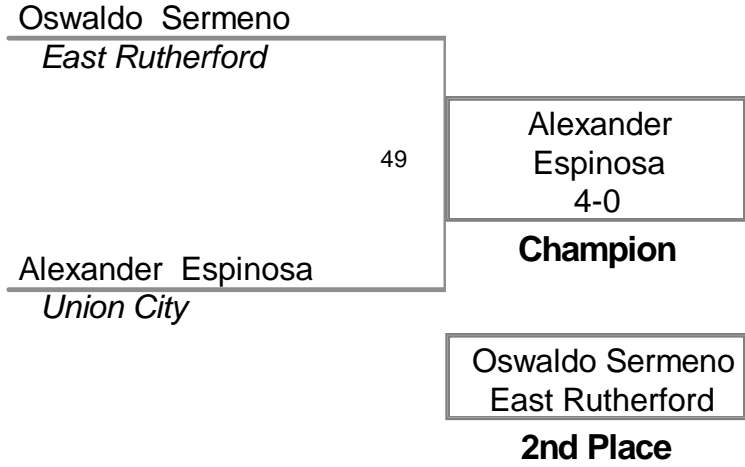 Oswaldo Sermeno
East Rutherford
49
Alexander
Espinosa
4-0
Champion
Alexander Espinosa
Union City
Oswaldo Sermeno
East Rutherford
2nd Place